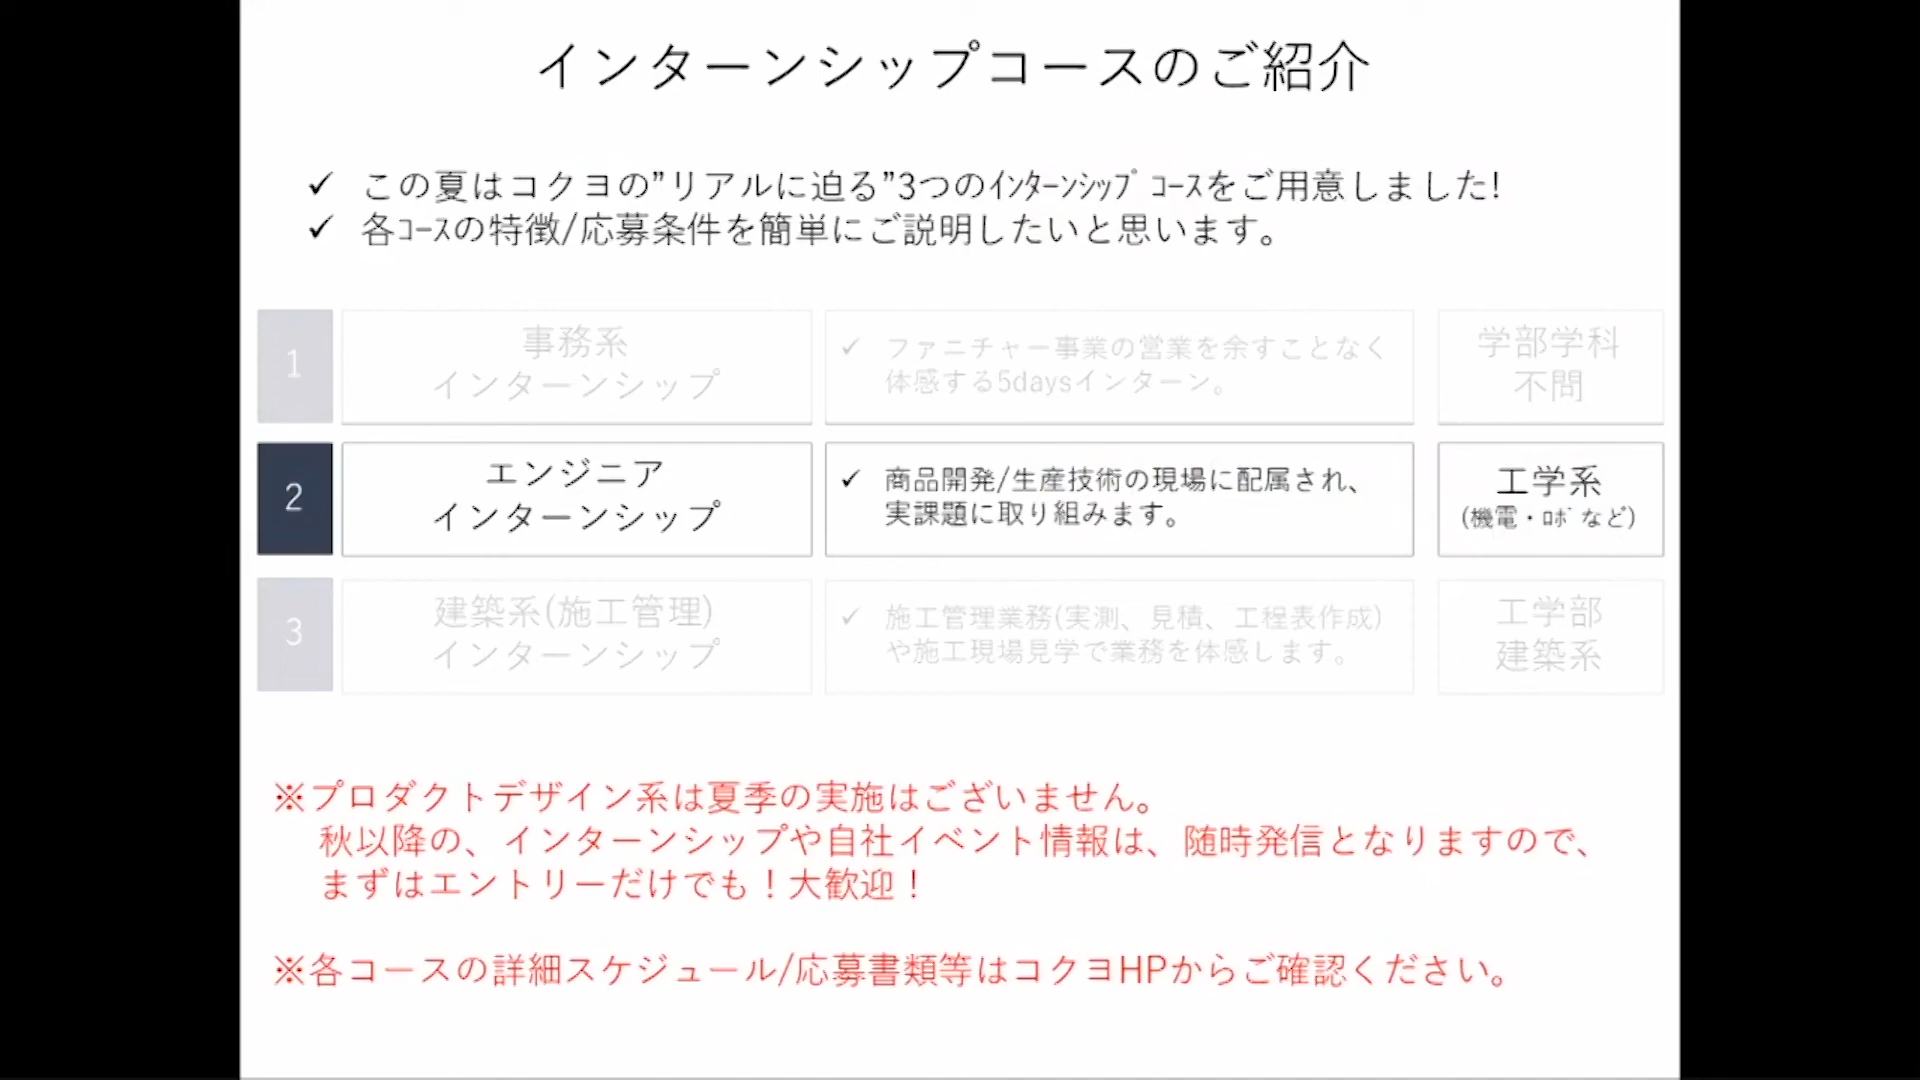 インターンシップコースのご紹介
✓ この夏はコクヨの”リアルに迫る”3つのｲﾝﾀｰﾝｼｯﾌﾟｺｰｽをご用意しました!
✓ 各ｺｰｽの特徴/応募条件を簡単にご説明したいと思います。
1
事務系
インターンシップ
✓ ファニチャー事業の営業を余すことなく
体感する5daysインターン。
学部学科
不問
2
エンジニア
インターンシップ
✓ 商品開発/生産技術の現場に配属され、
実課題に取り組みます。
工学系
(機電・ﾛﾎﾞなど)
3
建築系(施工管理)
インターンシップ
✓ 施工管理業務(実測、見積、工程表作成)
や施工現場見学で業務を体感します。
工学部
建築系
※プロダクトデザイン系は夏季の実施はございません。
秋以降の、インターンシップや自社イベント情報は、随時発信となりますので、
まずはエントリーだけでも！大歓迎！
※各コースの詳細スケジュール/応募書類等はコクヨHPからご確認ください。